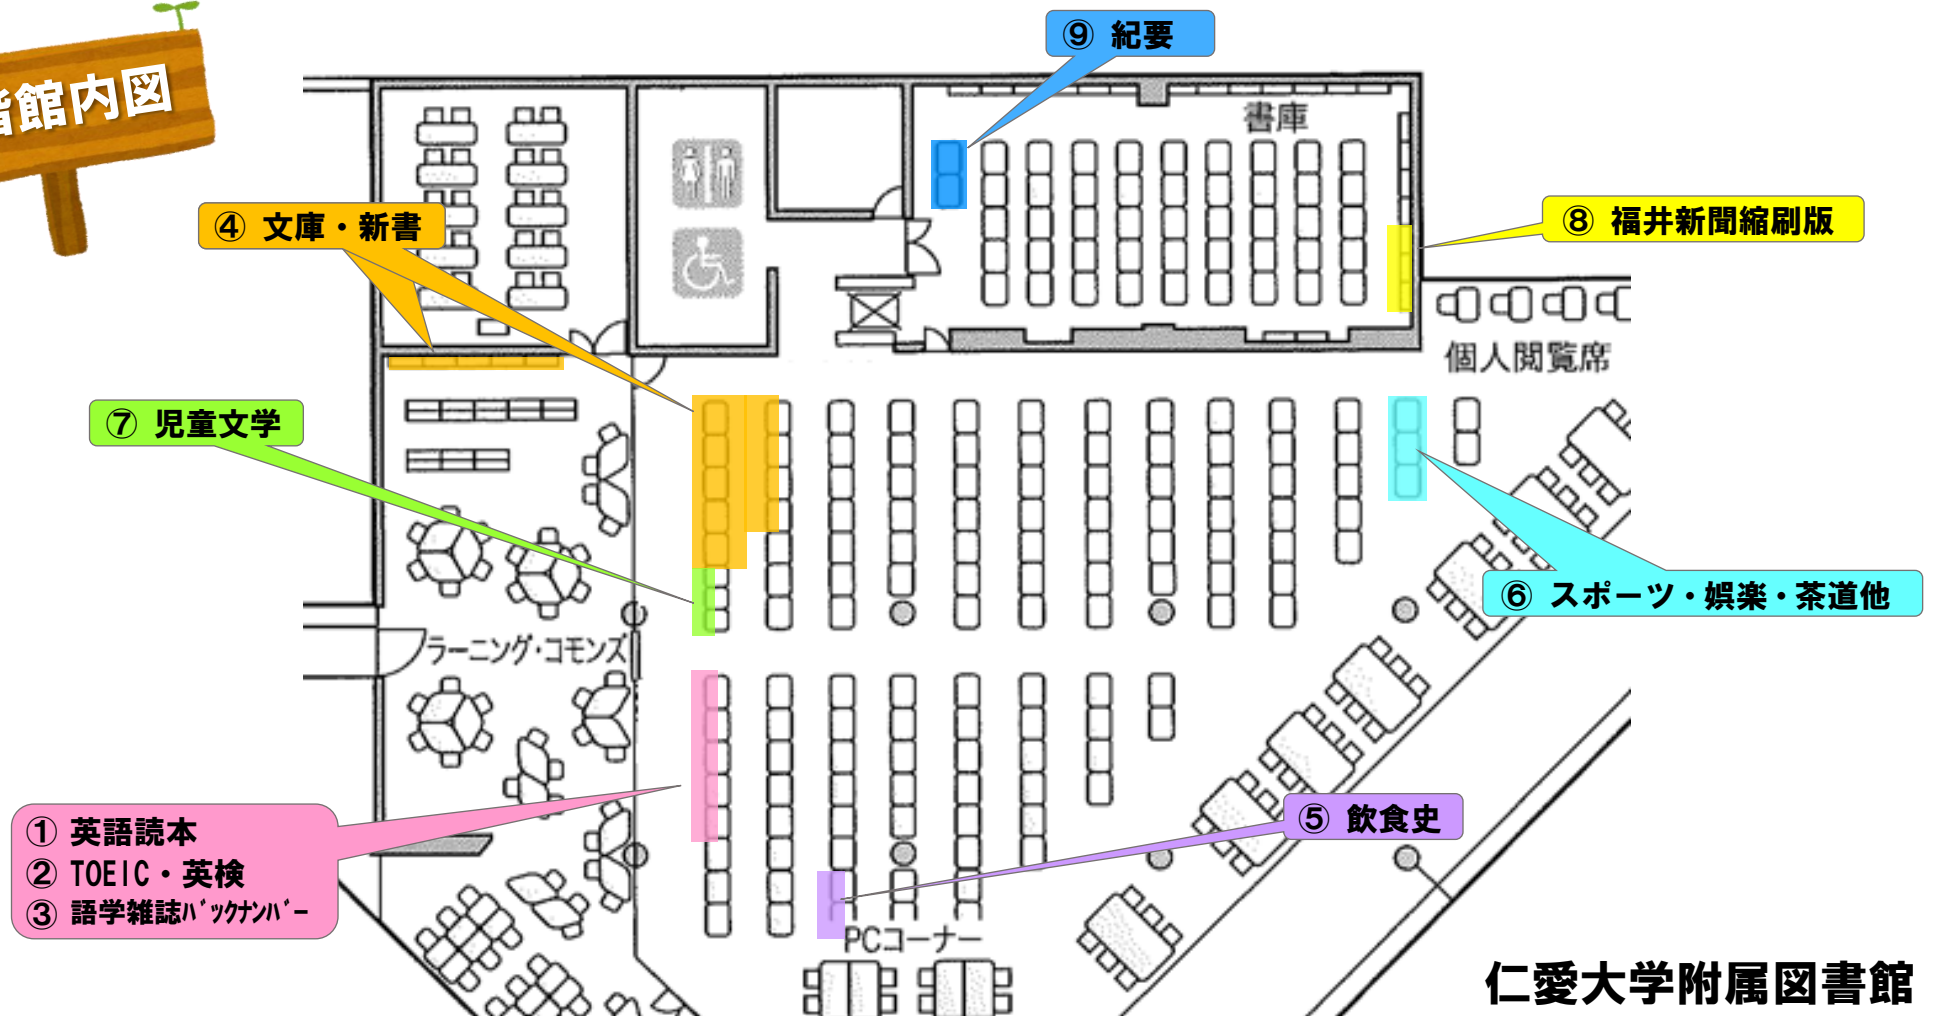 階館内図
⑨ 紀要
書庫
④ 文庫・新書
⑧ 福井新聞縮刷版
個人閲覧席
⑦ 児童文学
⑥ スポーツ・娯楽・茶道他
ラーニング・コモンズ
① 英語読本
② TOEIC・英検
③ 語学雑誌ﾊﾞｯｸﾅﾝﾊﾞｰ
⑤ 飲食史
PCコーナー
仁愛大学附属図書館